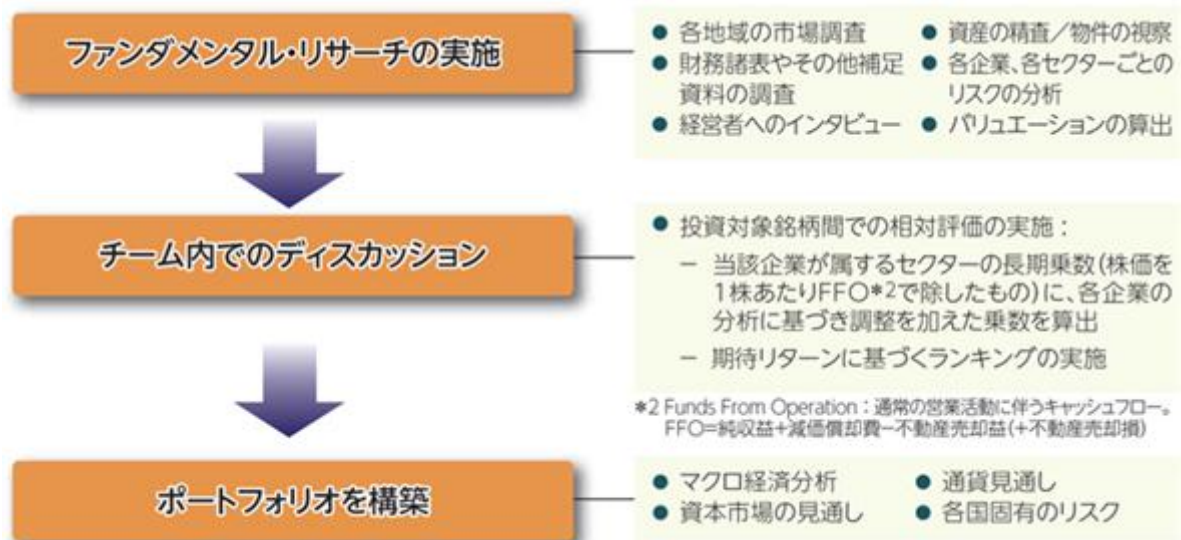 ファンダメンタル・リサーチの実施
● 各地域の市場調査
● 財務諸表やその他補足
資料の調査
● 経営者へのインタビュー
● 資産の精査／物件の視察
● 各企業、各セクターごとの
リスクの分析
● バリュエーションの算出
チーム内でのディスカッション
● 投資対象銘柄間での相対評価の実施：
− 当該企業が属するセクターの長期乗数(株価を
1株あたりFFO*2で除したもの)に、各企業の
分析に基づき調整を加えた乗数を算出
− 期待リターンに基づくランキングの実施
*2 Funds From Operation：通常の営業活動に伴うキャッシュフロー。
FFO=純収益+減価償却費−不動産売却益(+不動産売却損)
ポートフォリオを構築
● マクロ経済分析
● 資本市場の見通し
● 通貨見通し
● 各国固有のリスク